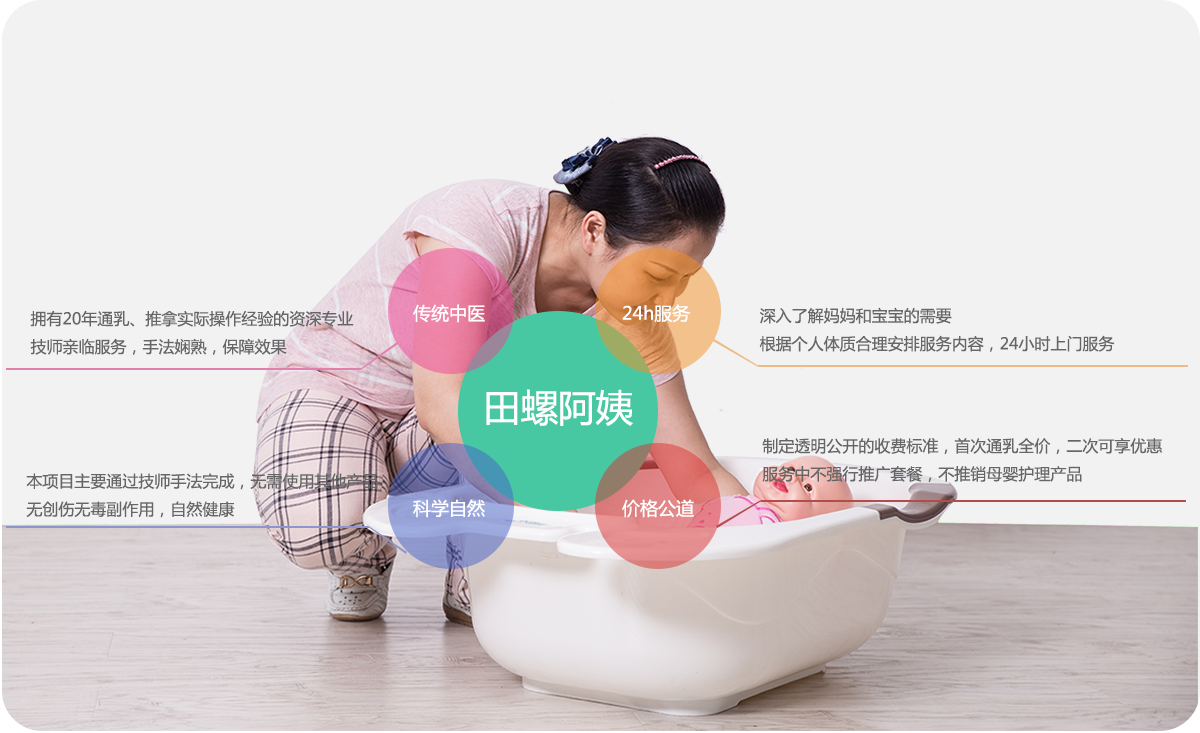 传统中医
拥有20年通乳、推拿实际操作经验的资深专业
技师亲临服务，手法娴熟，保障效果
24h服务
深入了解妈妈和宝宝的需要
根据个人体质合理安排服务内容，24小时上门服务
田螺阿姨
科学自然
本项目主要通过技师手法完成，无需使用其他产品，
无创伤无毒副作用，自然健康
价格公道
制定透明公开的收费标准，首次通乳全价，二次可享优惠
服务中不强行推广套餐，不推销母婴护理产品